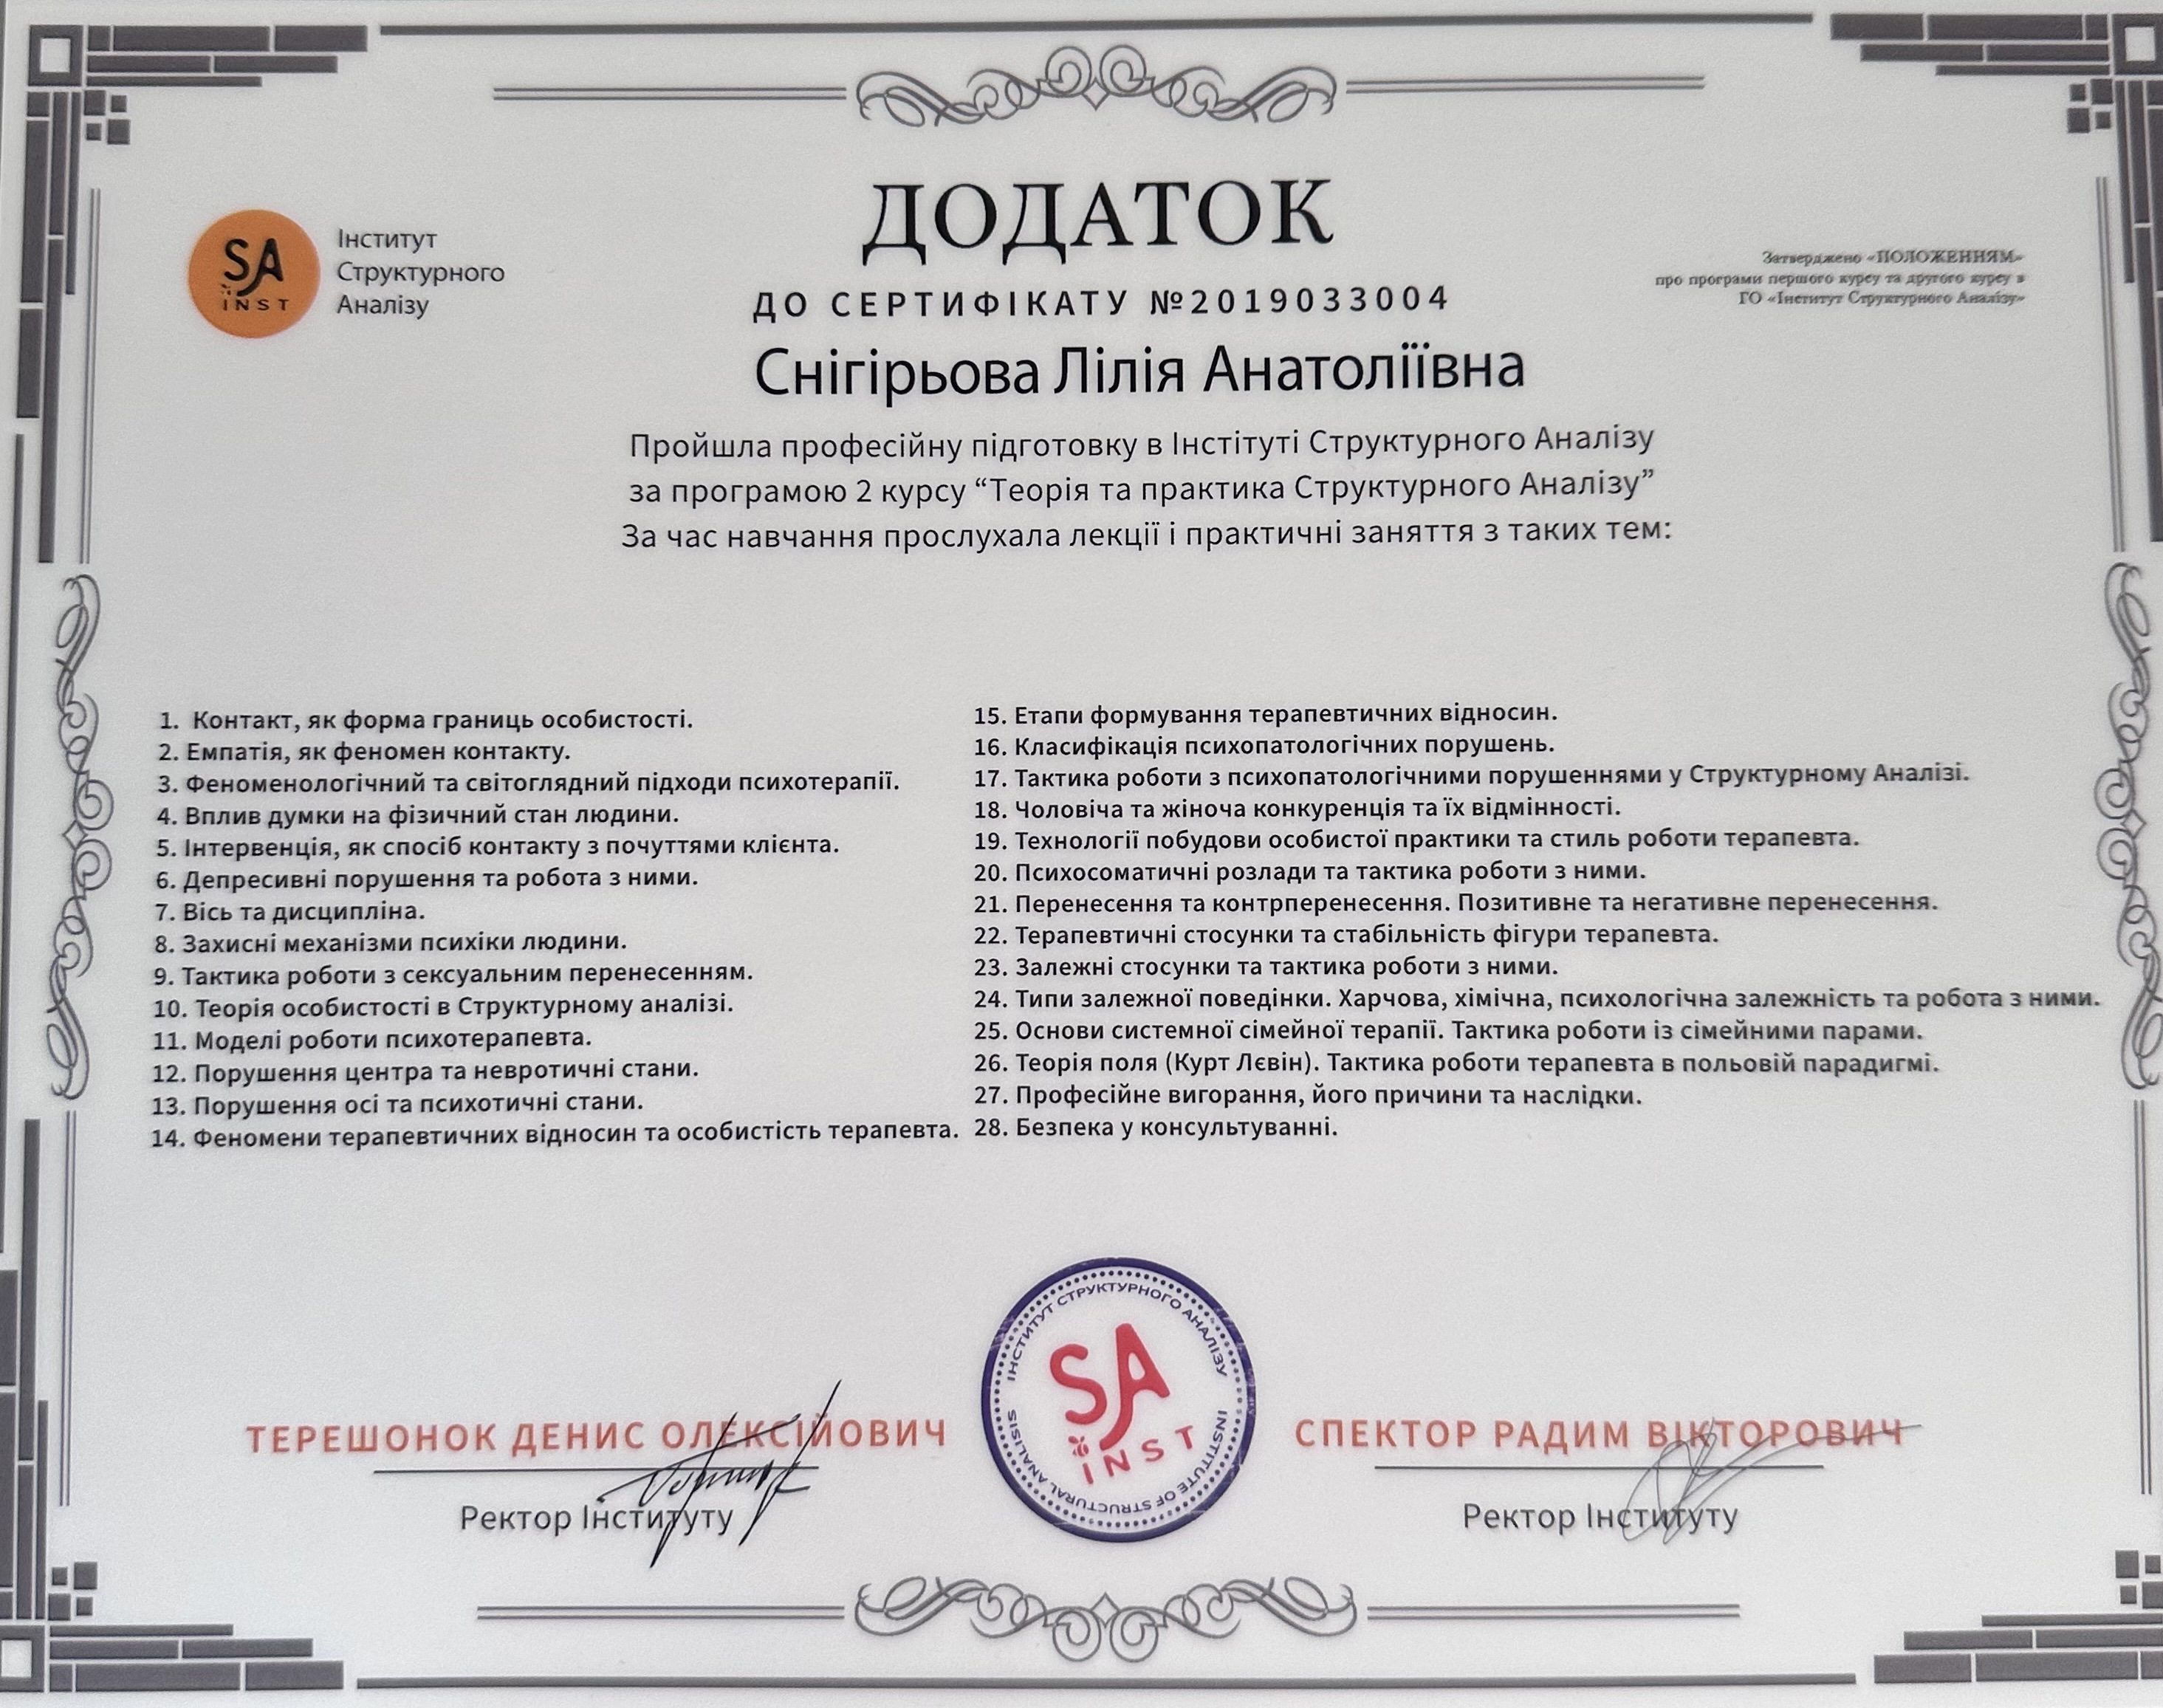 SA
INST
Інститут
Структурного
Аналізу
ДОДАТОК
ДО СЕРТИФІКАТУ №2019033004
Затверджено «ПОЛОЖЕННЯМ»
про програми першого курсу та другого курсу в
ГО «Інститут Структурного Аналізу»
Снігірьова Лілія Анатоліївна
Пройшла професійну підготовку в Інстітуті Структурного Аналізу
за програмою 2 курсу “Теорія та практика Структурного Аналізу”
За час навчання прослухала лекції і практичні заняття з таких тем:
1. Контакт, як форма границь особистості.
2. Емпатія, як феномен контакту.
3. Феноменологічний та світоглядний підходи психотерапії.
4. Вплив думки на фізичний стан людини.
5. Інтервенція, як спосіб контакту з почуттями клієнта.
6. Депресивні порушення та робота з ними.
7. Вісь та дисципліна.
8. Захисні механізми психіки людини.
9. Тактика роботи з сексуальним перенесенням.
10. Теорія особистості в Структурному аналізі.
11. Моделі роботи психотерапевта.
12. Порушення центра та невротичні стани.
13. Порушення осі та психотичні стани.
14. Феномени терапевтичних відносин та особистість терапевта.
15. Етапи формування терапевтичних відносин.
16. Класифікація психопатологічних порушень.
17. Тактика роботи з психопатологічними порушеннями у Структурному Аналізі.
18. Чоловіча та жіноча конкуренція та їх відмінності.
19. Технології побудови особистої практики та стиль роботи терапевта.
20. Психосоматичні розлади та тактика роботи з ними.
21. Перенесення та контрперенесення. Позитивне та негативне перенесення.
22. Терапевтичні стосунки та стабільність фігури терапевта.
23. Залежні стосунки та тактика роботи з ними.
24. Типи залежної поведінки. Харчова, хімічна, психологічна залежність та робота з ними.
25. Основи системної сімейної терапії. Тактика роботи із сімейними парами.
26. Теорія поля (Курт Лєвін). Тактика роботи терапевта в польовій парадигмі.
27. Професійне вигорання, його причини та наслідки.
28. Безпека у консультуванні.
ТЕРЕШОНОК ДЕНИС ОЛЕКСІЙОВИЧ
Ректор Інституту
ІНСТИТУТ СТРУКТУРНОГО АНАЛІЗУ
SA
INST
INSTITUTE OF STRUCTURAL ANALISIS
СПЕКТОР РАДИМ ВІКТОРОВИЧ
Ректор Інституту